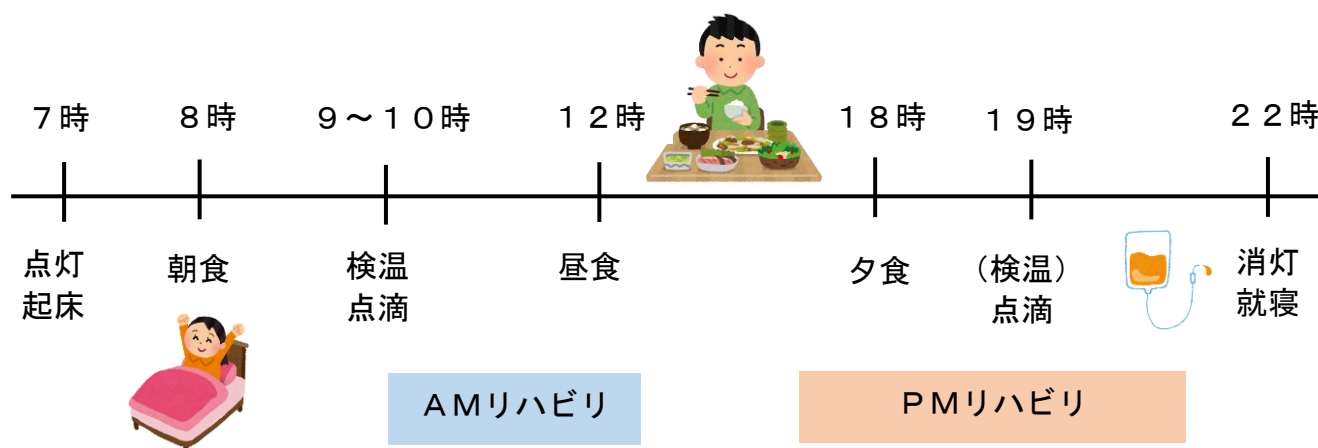 ７時
８時
９～１０時
１２時
１８時
１９時
２２時
点灯
起床
朝食
検温
点滴
昼食
夕食
（検温）
点滴
消灯
就寝
ＡＭリハビリ
ＰＭリハビリ